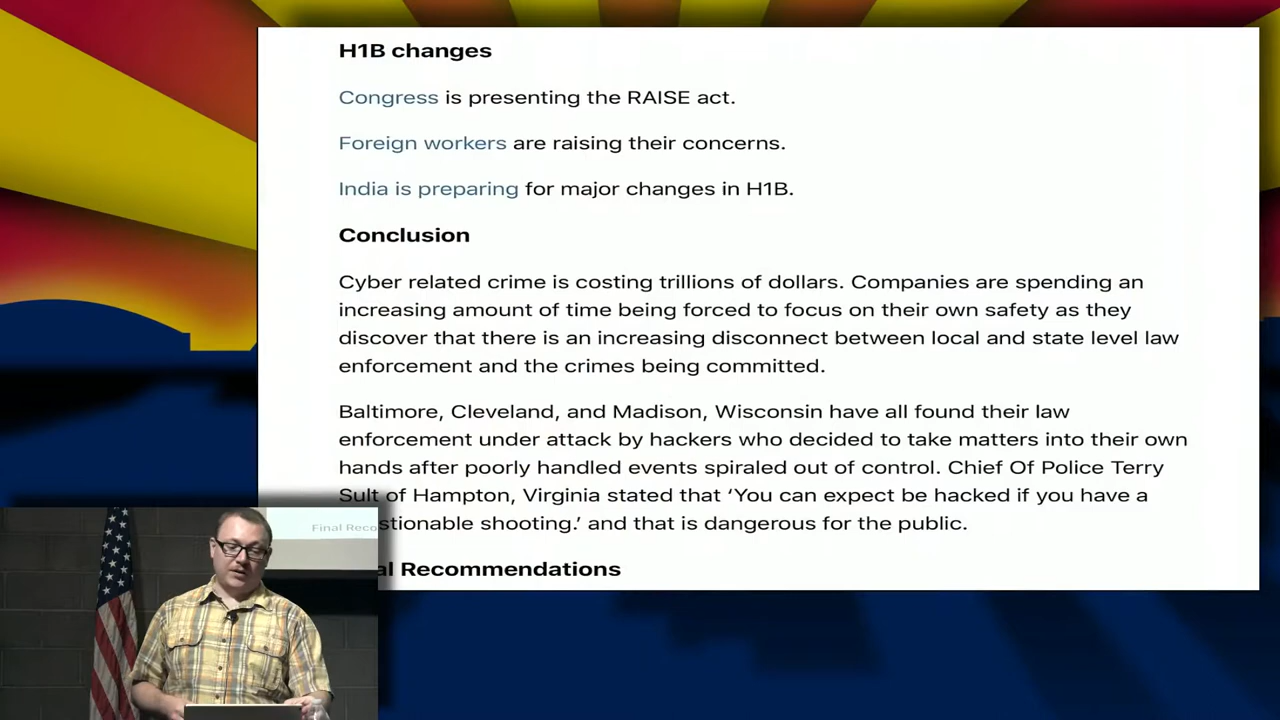 H1B changes
Congress is presenting the RAISE act.
Foreign workers are raising their concerns.
India is preparing for major changes in H1B.
Conclusion
Cyber related crime is costing trillions of dollars. Companies are spending an
increasing amount of time being forced to focus on their own safety as they
discover that there is an increasing disconnect between local and state level law
enforcement and the crimes being committed.
Baltimore, Cleveland, and Madison, Wisconsin have all found their law
enforcement under attack by hackers who decided to take matters into their own
hands after poorly handled events spiraled out of control. Chief Of Police Terry
Sult of Hampton, Virginia stated that ‘You can expect be hacked if you have a
stionable shooting.’ and that is dangerous for the public.
al Recommendations
Final Reco